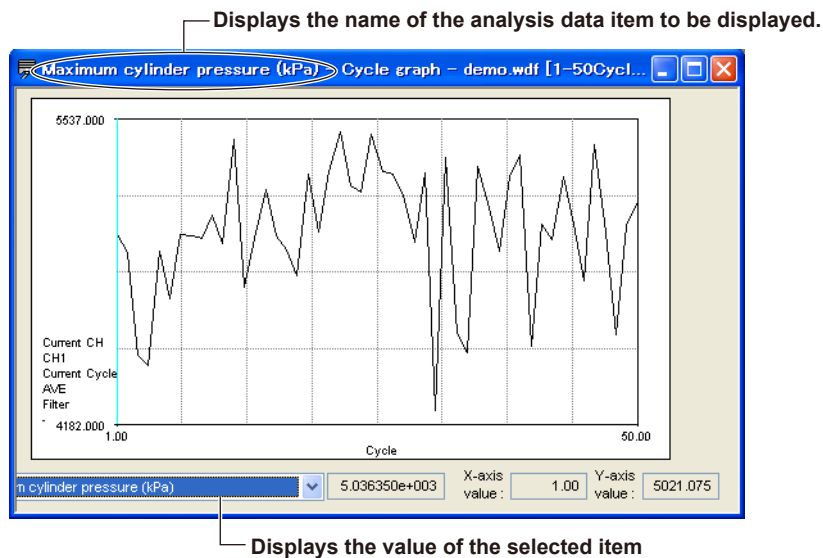 Displays the name of the analysis data item to be displayed.
Maximum cylinder pressure (kPa) - Cycle graph - demo.wdf [1-50Cycl...
5537.000
Current CH
CH1
Current Cycle
AVE
Filter
-
4182.000
1.00
50.00
Cycle
m cylinder pressure (kPa)
5.036350e+003
X-axis value :
1.00
Y-axis value :
5021.075
Displays the value of the selected item